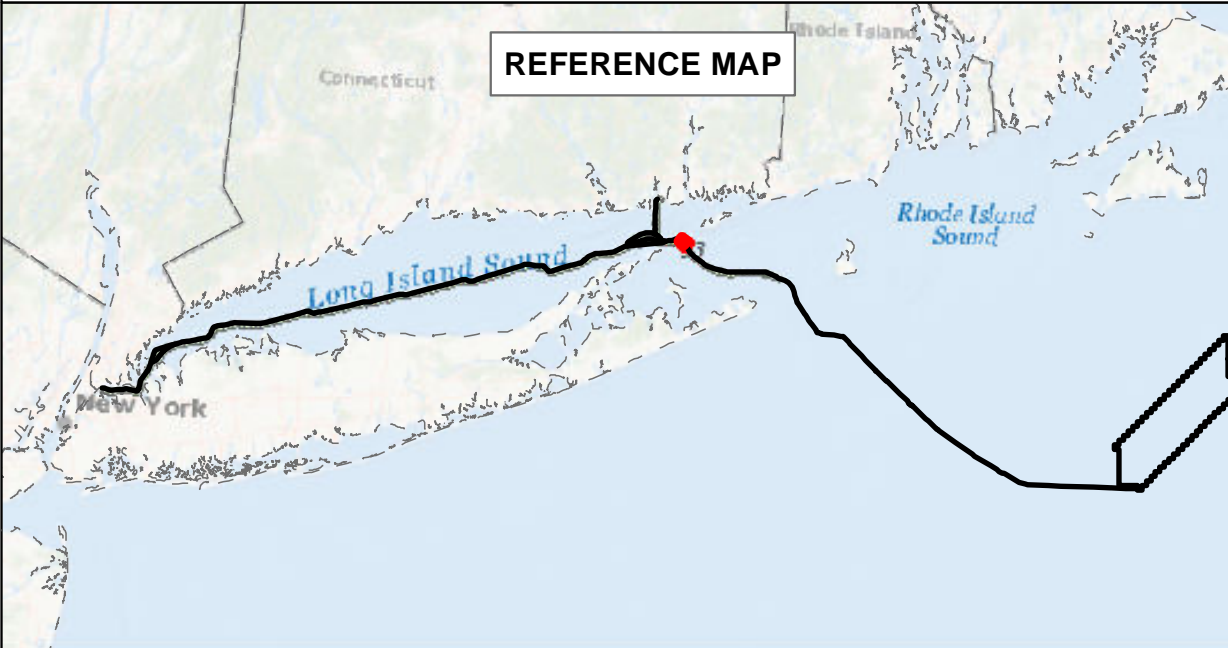 Rhode Island
REFERENCE MAP
Connecticut
Rhode Island
Sound
Long Island Sound
New York